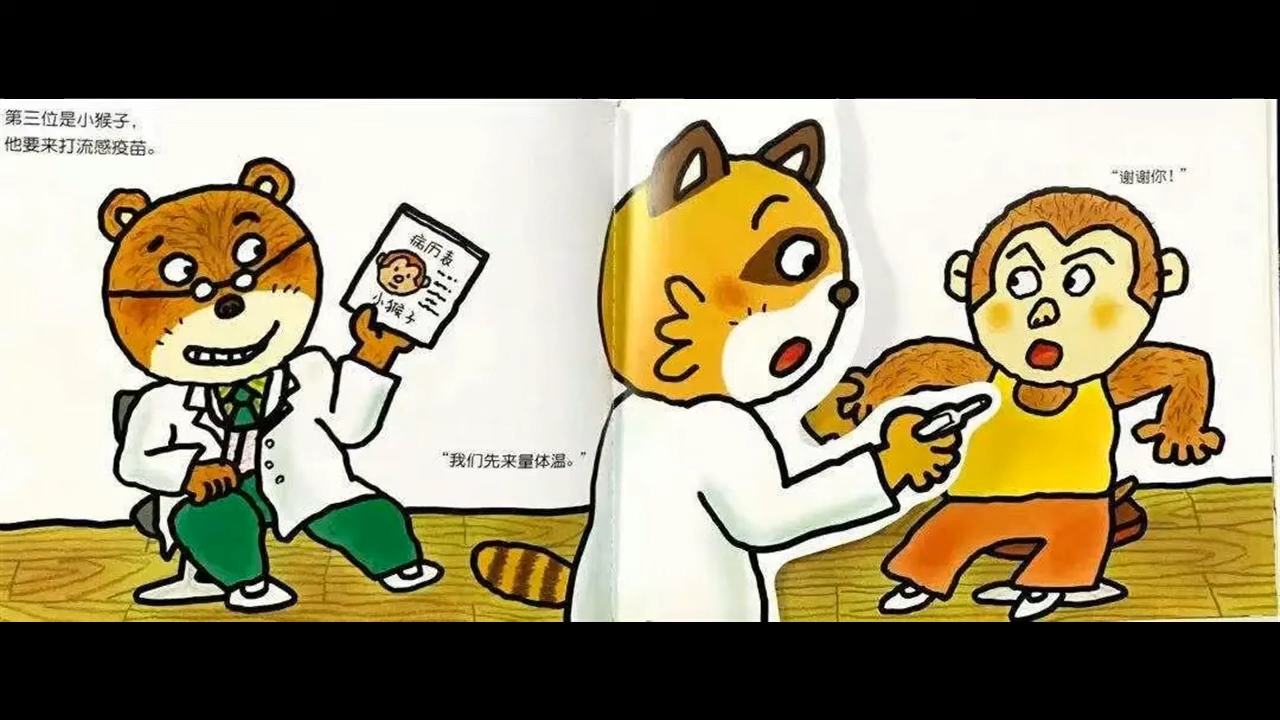 第三位是小猴子，
他要来打流感疫苗。
病历表
小猴子
“我们先来量体温。”
“谢谢你！”